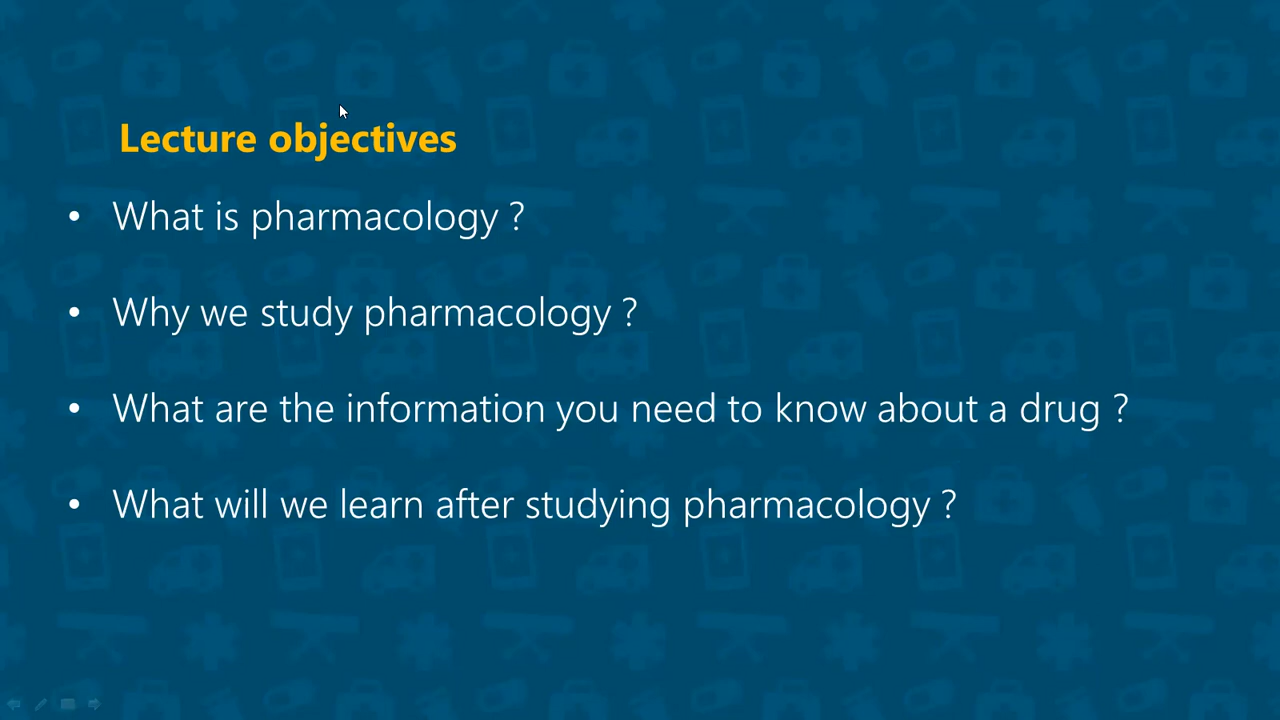 Lecture objectives
• What is pharmacology ?
• Why we study pharmacology ?
• What are the information you need to know about a drug ?
• What will we learn after studying pharmacology ?